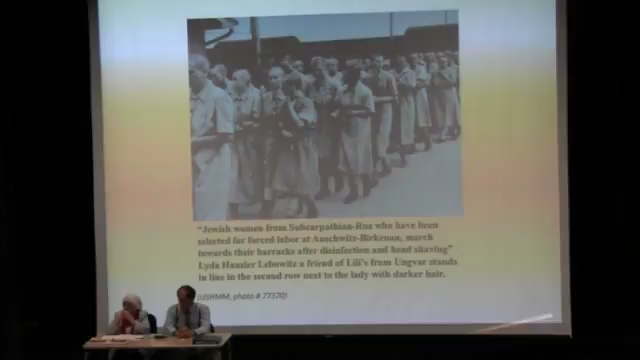 "Jewish women from Subcarpathian-Rus who have been
selected for forced labor at Auschwitz-Birkenau, march
towards their barracks after disinfection and head shaving"
Lyda Hausler Lebowitz a friend of Lili's from Ungvar stands
in line in the second row next to the lady with darker hair.
(USHMM, photo # 77370)